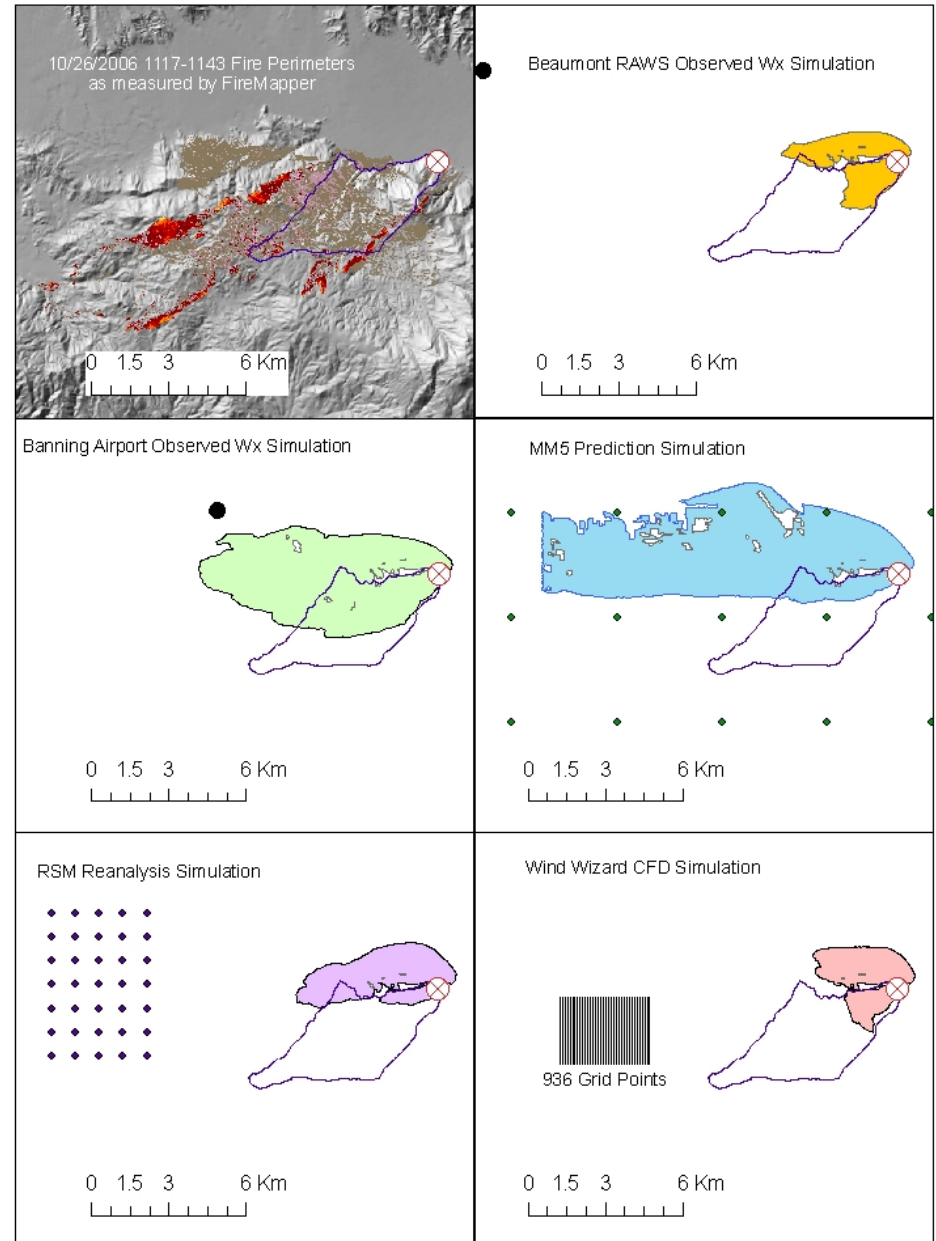 10/26/2006 1117-1143 Fire Perimeters
as measured by FireMapper
0 1.5 3 6 Km
Beaumont RAWS Observed Wx Simulation
0 1.5 3 6 Km
Banning Airport Observed Wx Simulation
0 1.5 3 6 Km
MM5 Prediction Simulation
0 1.5 3 6 Km
RSM Reanalysis Simulation
0 1.5 3 6 Km
Wind Wizard CFD Simulation
936 Grid Points
0 1.5 3 6 Km